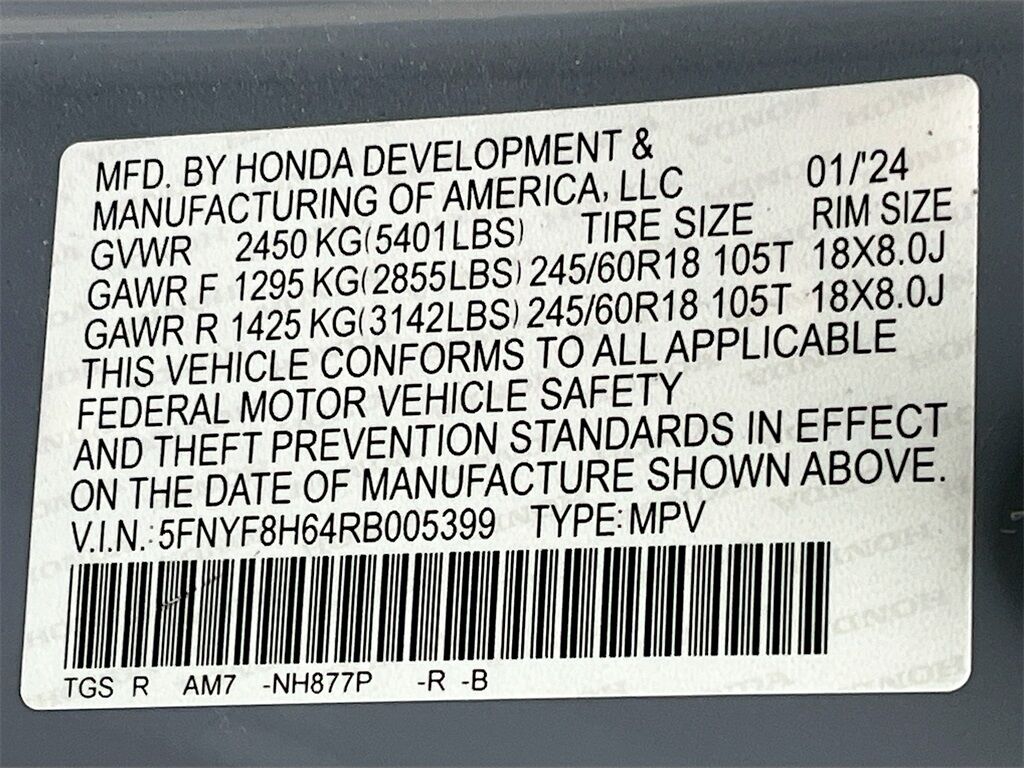 MFD. BY HONDA DEVELOPMENT &
MANUFACTURING OF AMERICA, LLC 01/'24
GVWR 2450 KG(5401LBS) TIRE SIZE RIM SIZE
GAWR F 1295 KG(2855LBS) 245/60R18 105T 18X8.0J
GAWR R 1425 KG(3142LBS) 245/60R18 105T 18X8.0J
THIS VEHICLE CONFORMS TO ALL APPLICABLE
FEDERAL MOTOR VEHICLE SAFETY
AND THEFT PREVENTION STANDARDS IN EFFECT
ON THE DATE OF MANUFACTURE SHOWN ABOVE.
V.I.N.: 5FNYF8H64RB005399 TYPE: MPV
TGS R AM7 -NH877P -R -B